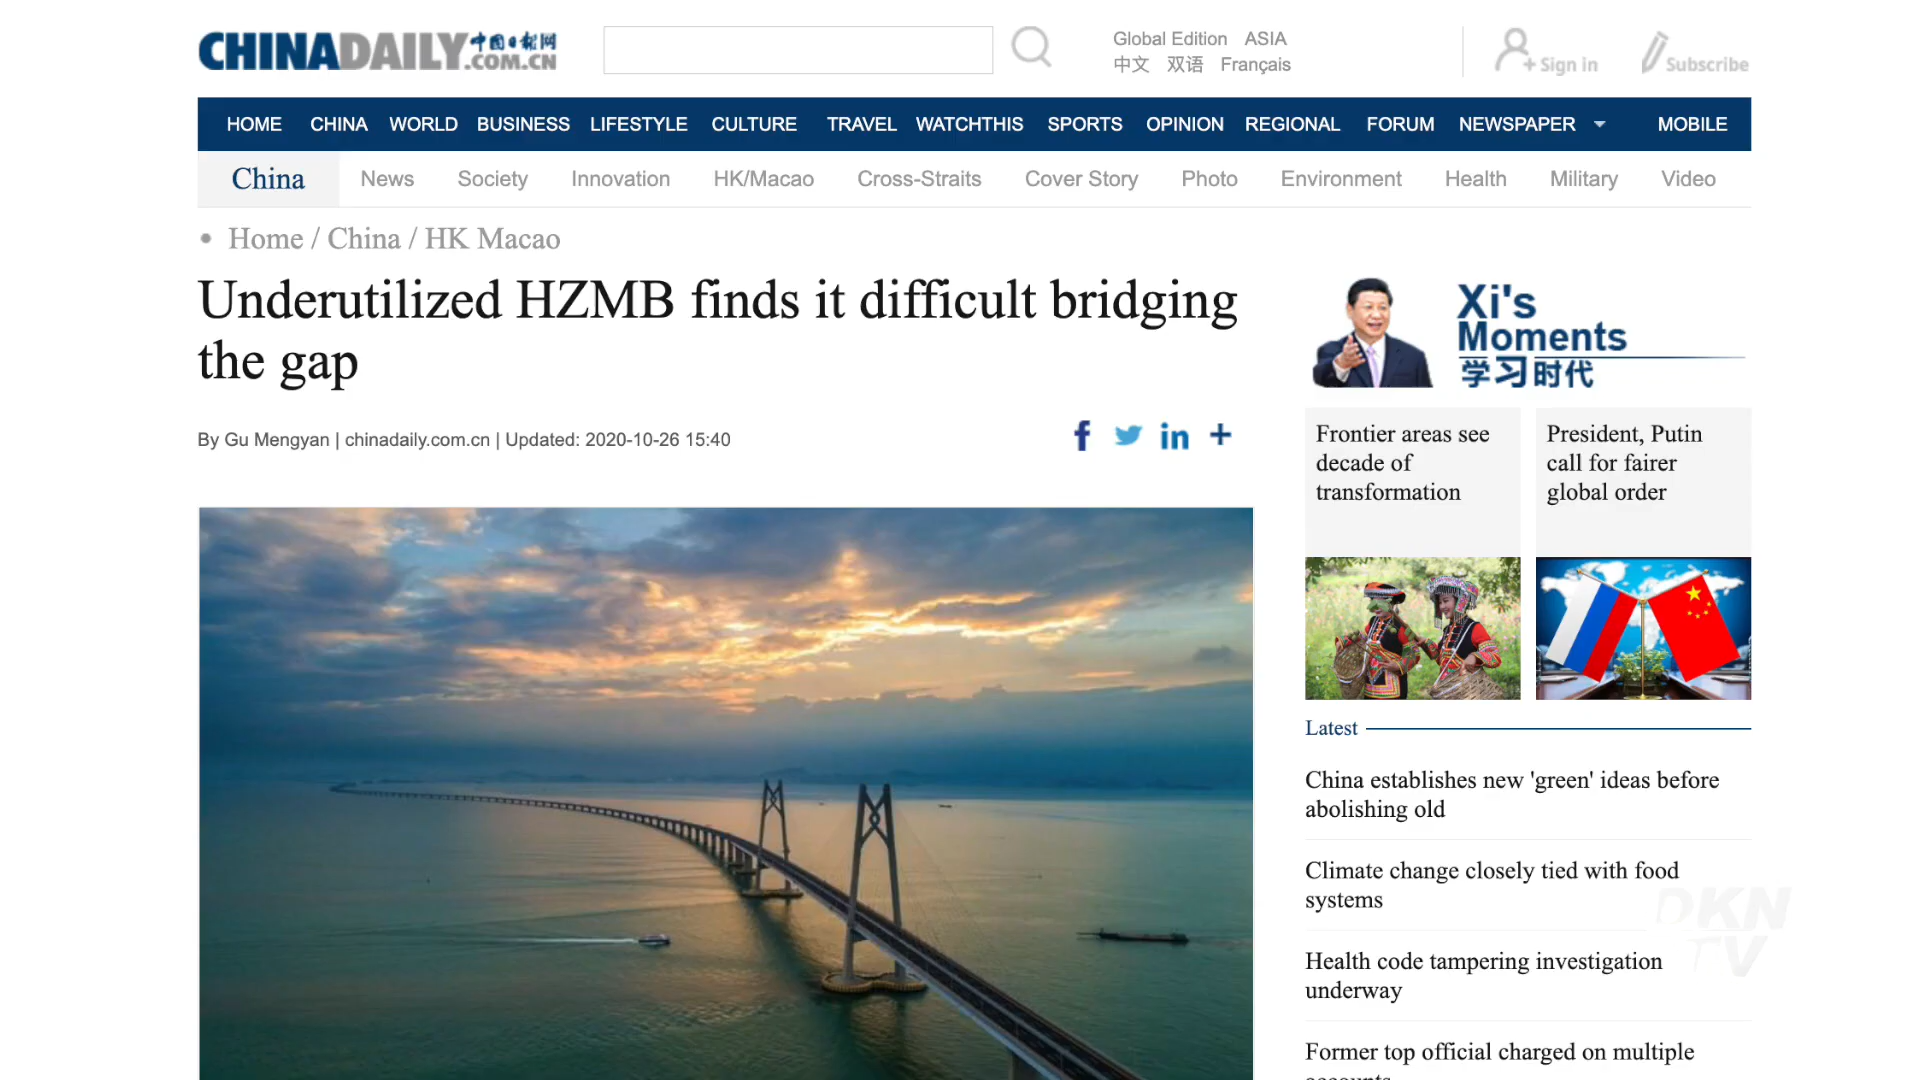 CHINADAILY 中国日报网
.COM.CN
Global Edition ASIA
中文 双语 Français
Sign in
Subscribe
HOME CHINA WORLD BUSINESS LIFESTYLE CULTURE TRAVEL WATCHTHIS SPORTS OPINION REGIONAL FORUM NEWSPAPER MOBILE
China News Society Innovation HK/Macao Cross-Straits Cover Story Photo Environment Health Military Video
Home / China / HK Macao
Underutilized HZMB finds it difficult bridging
the gap
By Gu Mengyan | chinadaily.com.cn | Updated: 2020-10-26 15:40
Xi's
Moments
学习时代
Frontier areas see
decade of
transformation
President, Putin
call for fairer
global order
Latest
China establishes new 'green' ideas before
abolishing old
Climate change closely tied with food
systems
Health code tampering investigation
underway
Former top official charged on multiple
accounts
PKN
TV